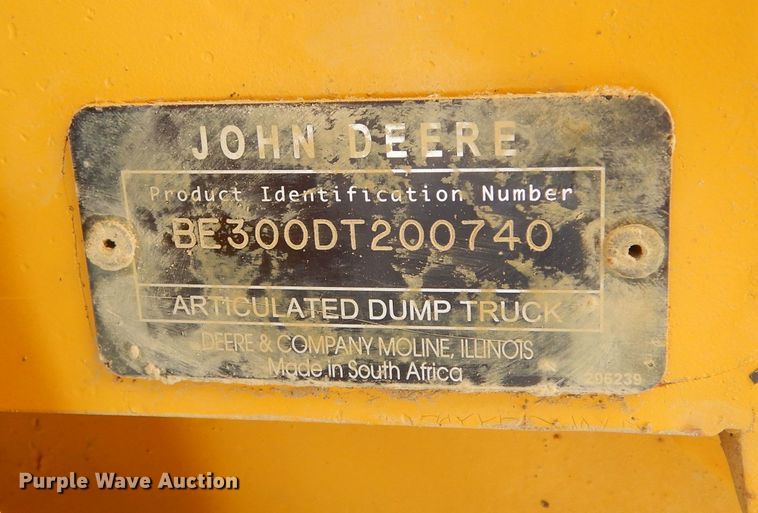 JOHN DEERE
Product Identification Number
BE300DT200740
ARTICULATED DUMP TRUCK
DEERE & COMPANY MOLINE, ILLINOIS
Made in South Africa
296239
Purple Wave Auction